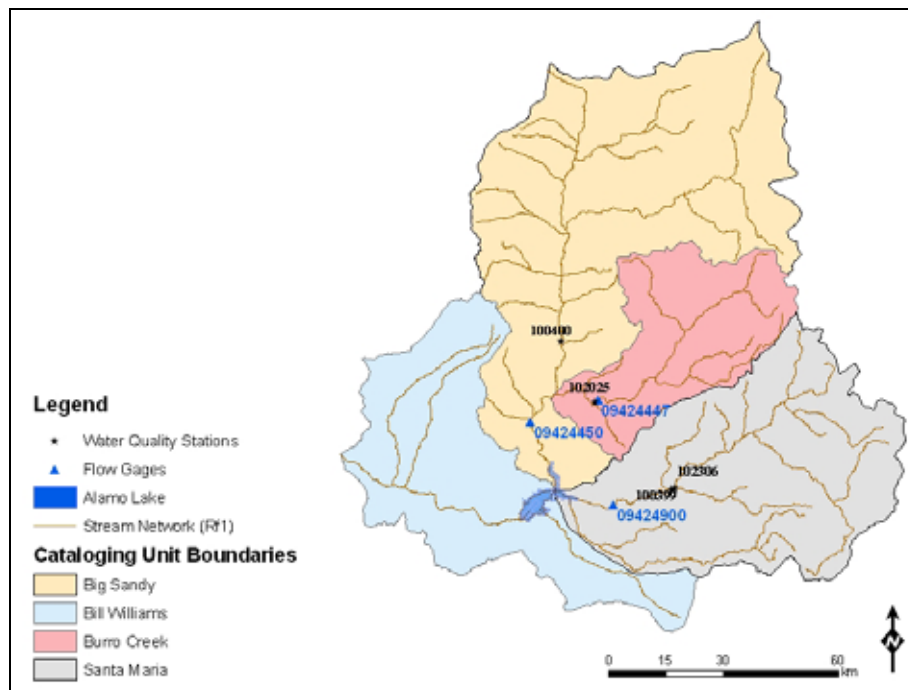 100400
102025
09424447
09424450
102306
100399
09424900
Legend
Water Quality Stations
Flow Gages
Alamo Lake
Stream Network (Rf1)
Cataloging Unit Boundaries
Big Sandy
Bill Williams
Burro Creek
Santa Maria
N
0 15 30 60
km